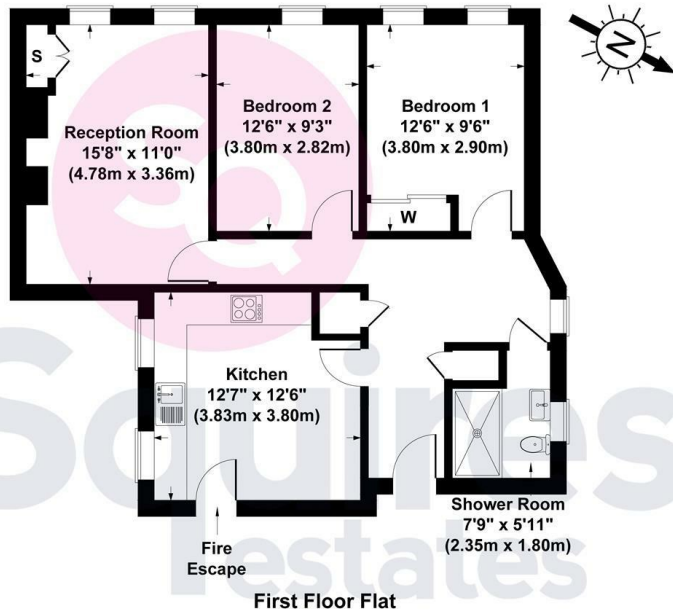 S
Reception Room
15'8" x 11'0"
(4.78m x 3.36m)
Bedroom 2
12'6" x 9'3"
(3.80m x 2.82m)
Bedroom 1
12'6" x 9'6"
(3.80m x 2.90m)
W
N
SQ
Kitchen
12'7" x 12'6"
(3.83m x 3.80m)
Shower Room
7'9" x 5'11"
(2.35m x 1.80m)
Fire
Escape
Squires
estates
First Floor Flat